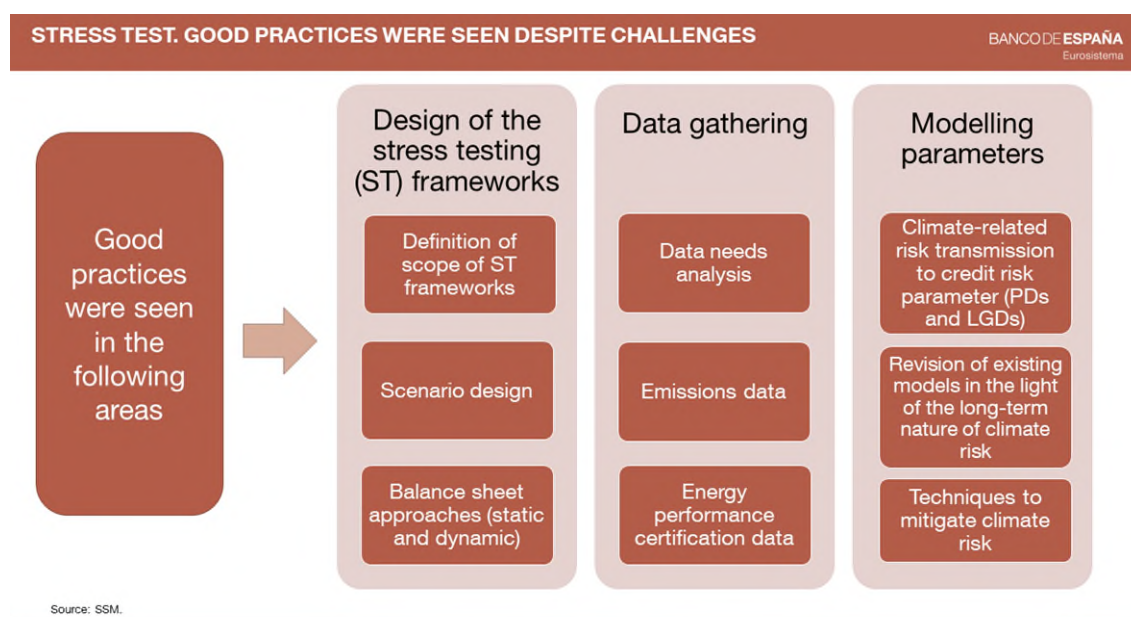 STRESS TEST. GOOD PRACTICES WERE SEEN DESPITE CHALLENGES
BANCO DE ESPAÑA
Eurosistema
Good
practices
were seen
in the
following
areas
Design of the
stress testing
(ST) frameworks
Definition of
scope of ST
frameworks
Scenario design
Balance sheet
approaches (static
and dynamic)
Data gathering
Data needs
analysis
Emissions data
Energy
performance
certification data
Modelling
parameters
Climate-related
risk transmission
to credit risk
parameter (PDs
and LGDs)
Revision of existing
models in the light
of the long-term
nature of climate
risk
Techniques to
mitigate climate
risk
Source: SSM.